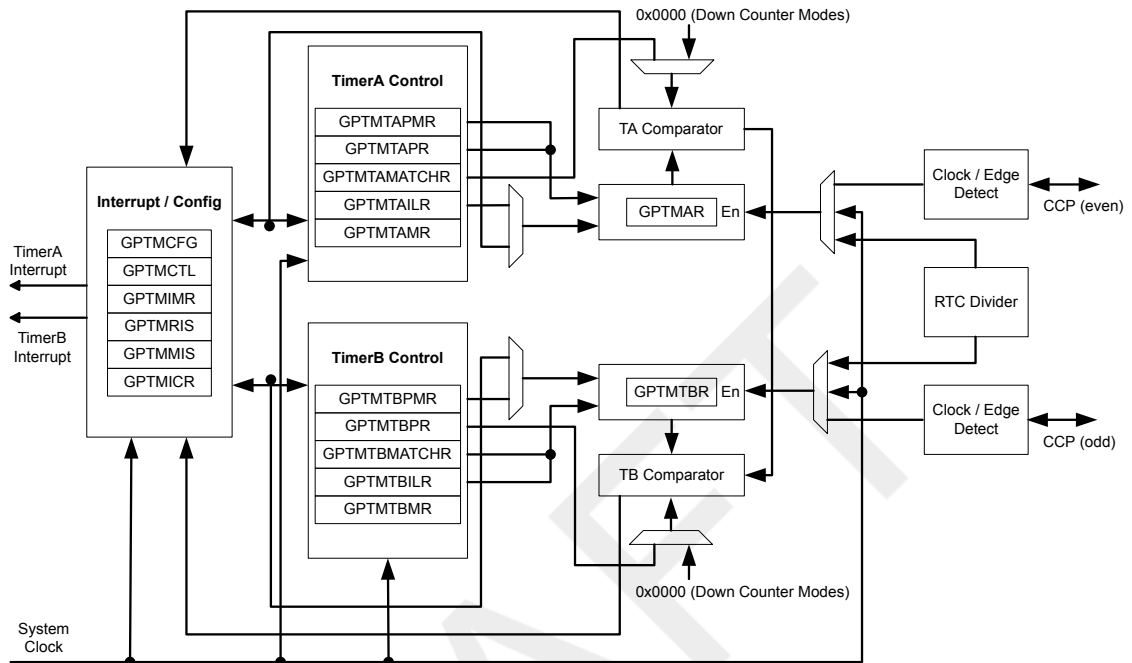 0x0000 (Down Counter Modes)
TimerA Control
GPTMTAPMR
GPTMTAPR
GPTMTAMATCHR
GPTMTAILR
GPTMTAMR
TA Comparator
GPTMAR
En
Clock / Edge
Detect
CCP (even)
Interrupt / Config
GPTMCFG
GPTMCTL
GPTMIMR
GPTMRIS
GPTMMIS
GPTMICR
TimerA
Interrupt
TimerB
Interrupt
RTC Divider
TimerB Control
GPTMTBPMR
GPTMTBPR
GPTMTBMATCHR
GPTMTBILR
GPTMTBMR
GPTMTBR
En
TB Comparator
Clock / Edge
Detect
CCP (odd)
0x0000 (Down Counter Modes)
System
Clock
AFT